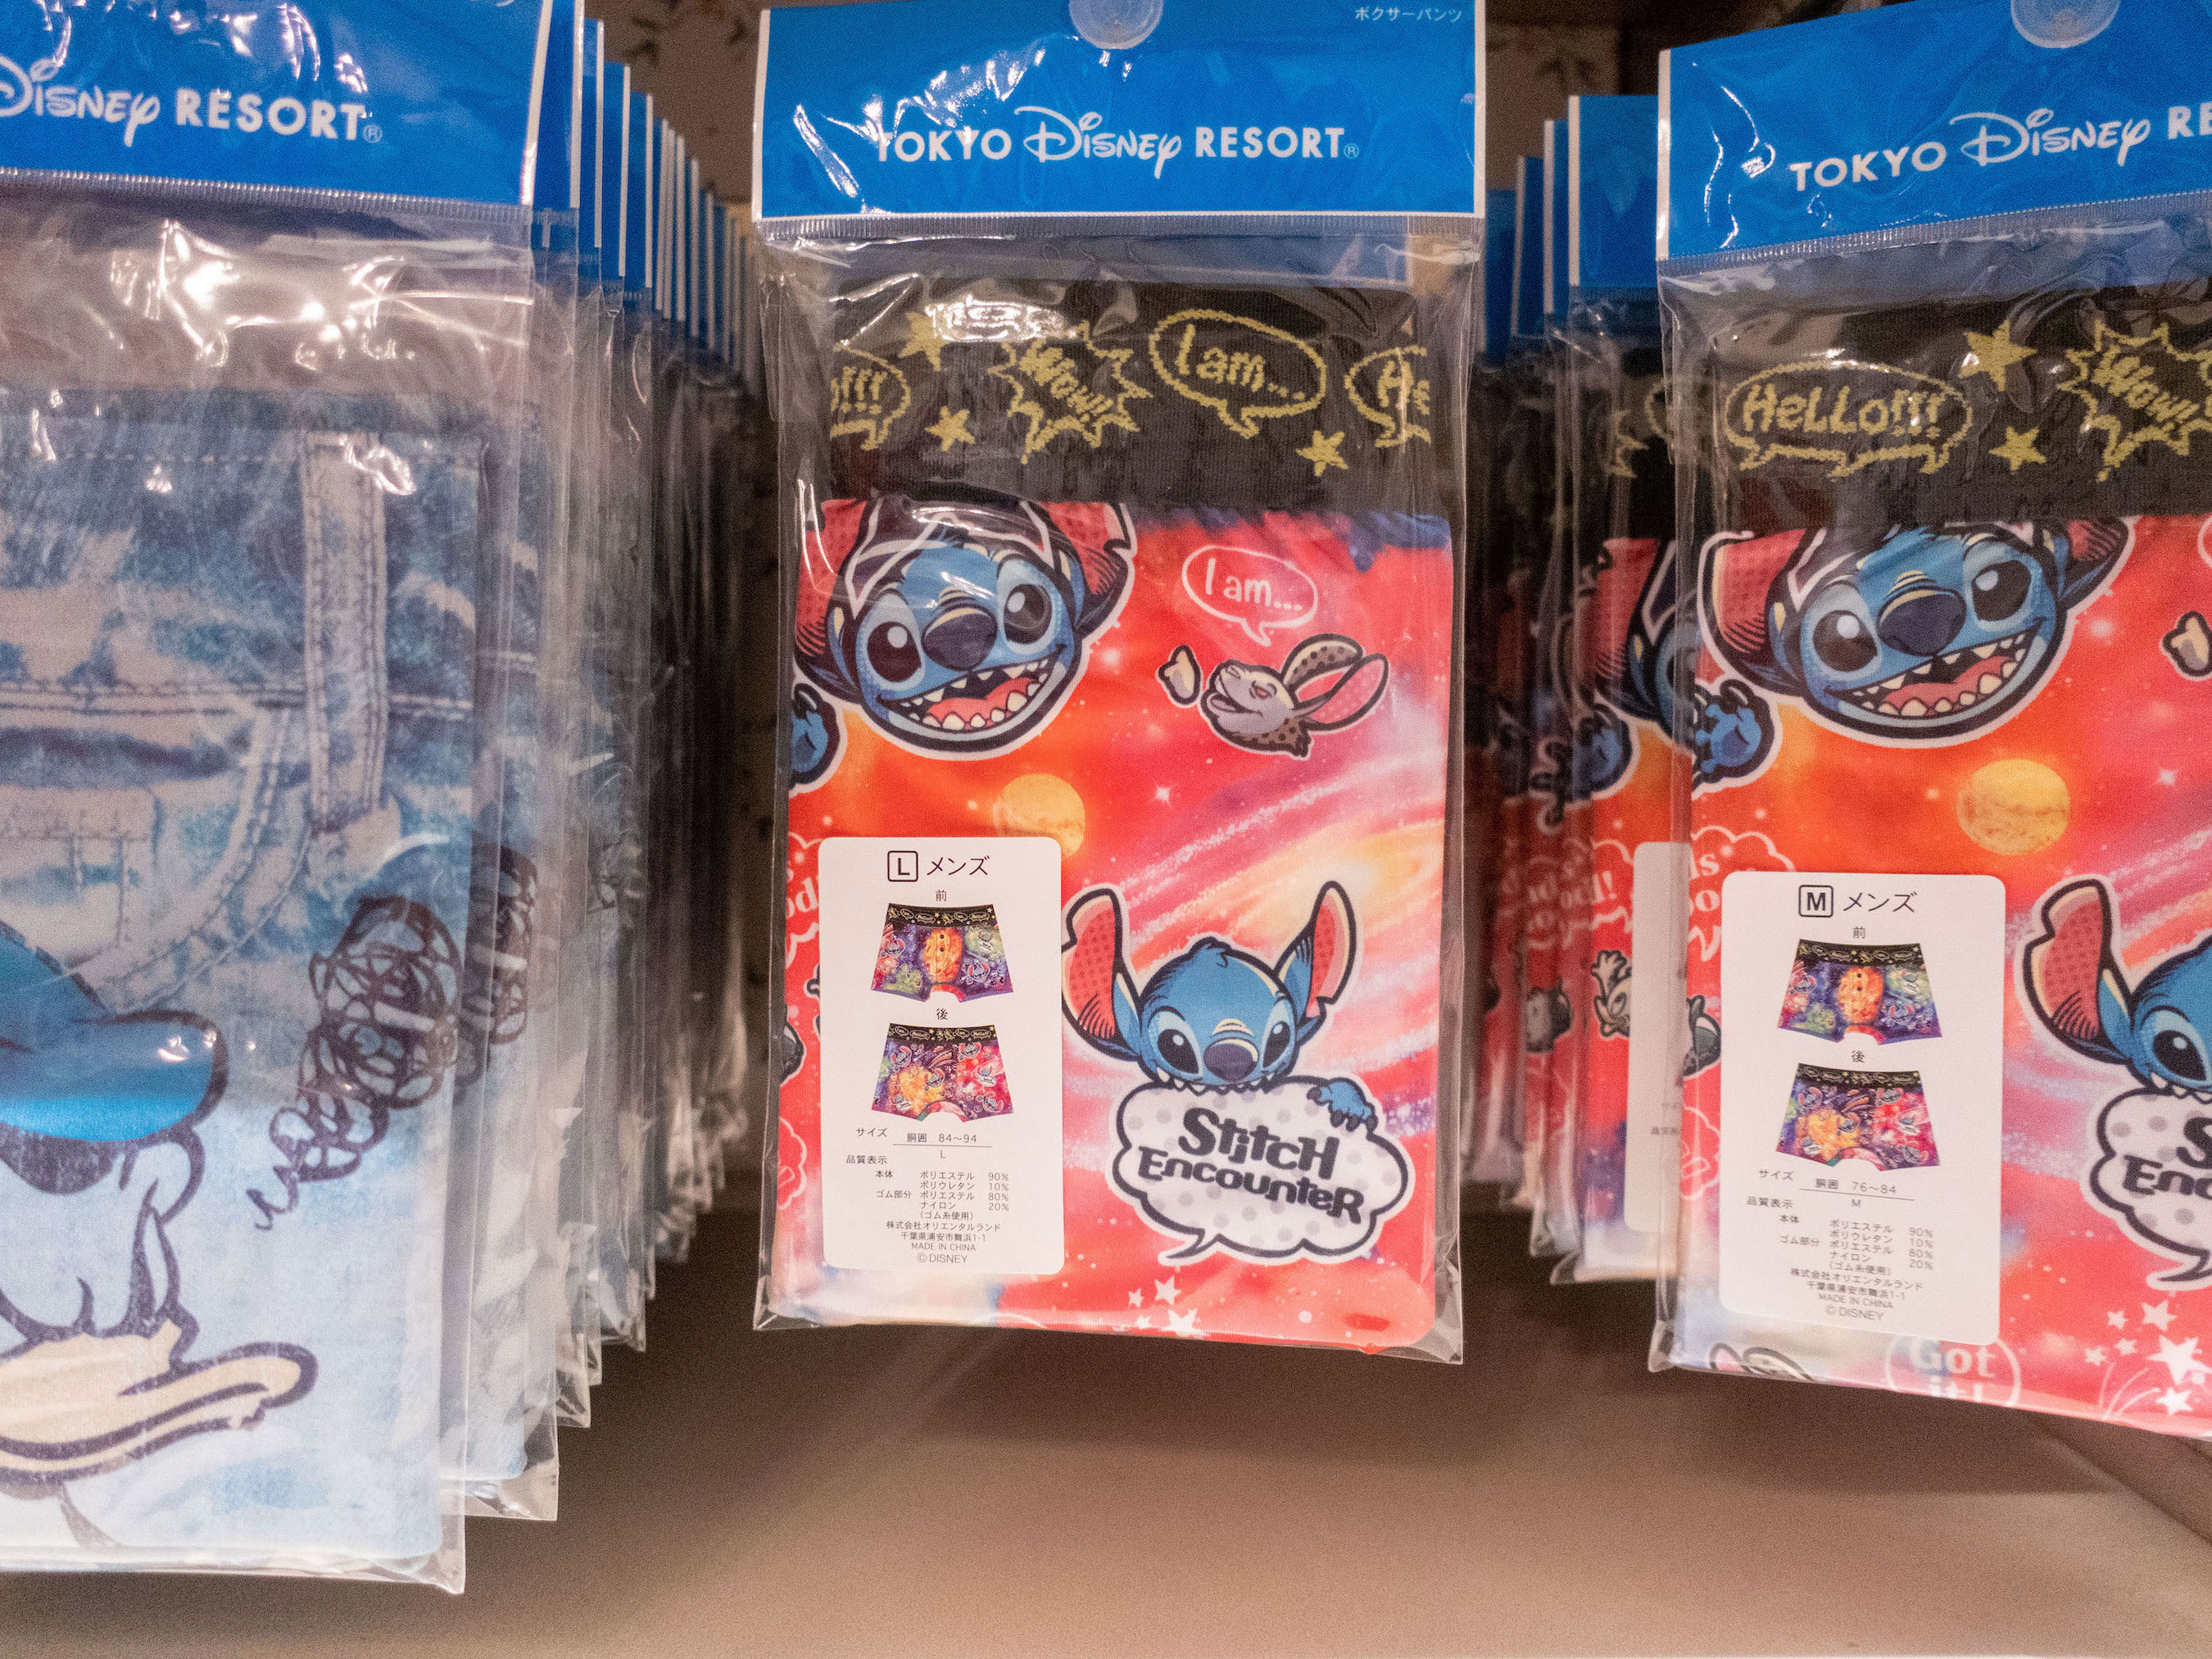 Disney RESORT®
ボクサーパンツ
TOKYO Disney RESORT®
TOKYO Disney RE
!!!
Wow!!
I am...
He
HeLLO!!!
Wow!!
I am...
L メンズ
前
後
サイズ 胴囲 84~94
L
品質表示
本体 ポリエステル 90%
ポリウレタン 10%
ゴム部分 ポリエステル 80%
ナイロン 20%
(ゴム糸使用)
株式会社オリエンタルランド
千葉県浦安市舞浜1-1
MADE IN CHINA
©DISNEY
Stitch
Encounter
M メンズ
前
後
サイズ 胴囲 76~84
M
品質表示
本体 ポリエステル 90%
ポリウレタン 10%
ゴム部分 ポリエステル 80%
ナイロン 20%
(ゴム糸使用)
株式会社オリエンタルランド
千葉県浦安市舞浜1-1
MADE IN CHINA
©DISNEY
S
Enc
Got
it!